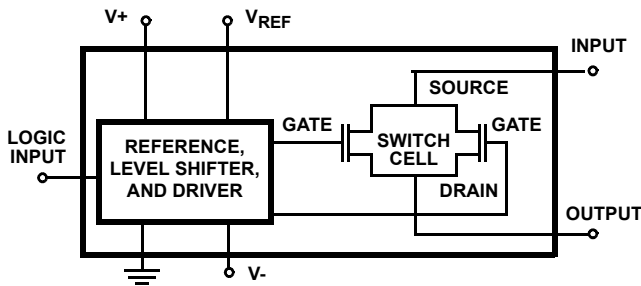 V+
VREF
INPUT
SOURCE
LOGIC
INPUT
REFERENCE,
LEVEL SHIFTER,
AND DRIVER
GATE
SWITCH
CELL
GATE
DRAIN
OUTPUT
V-